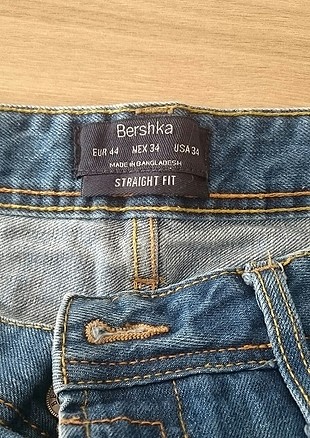 Bershka
EUR 44 MEX 34 USA 34
MADE IN BANGLADESH
STRAIGHT FIT